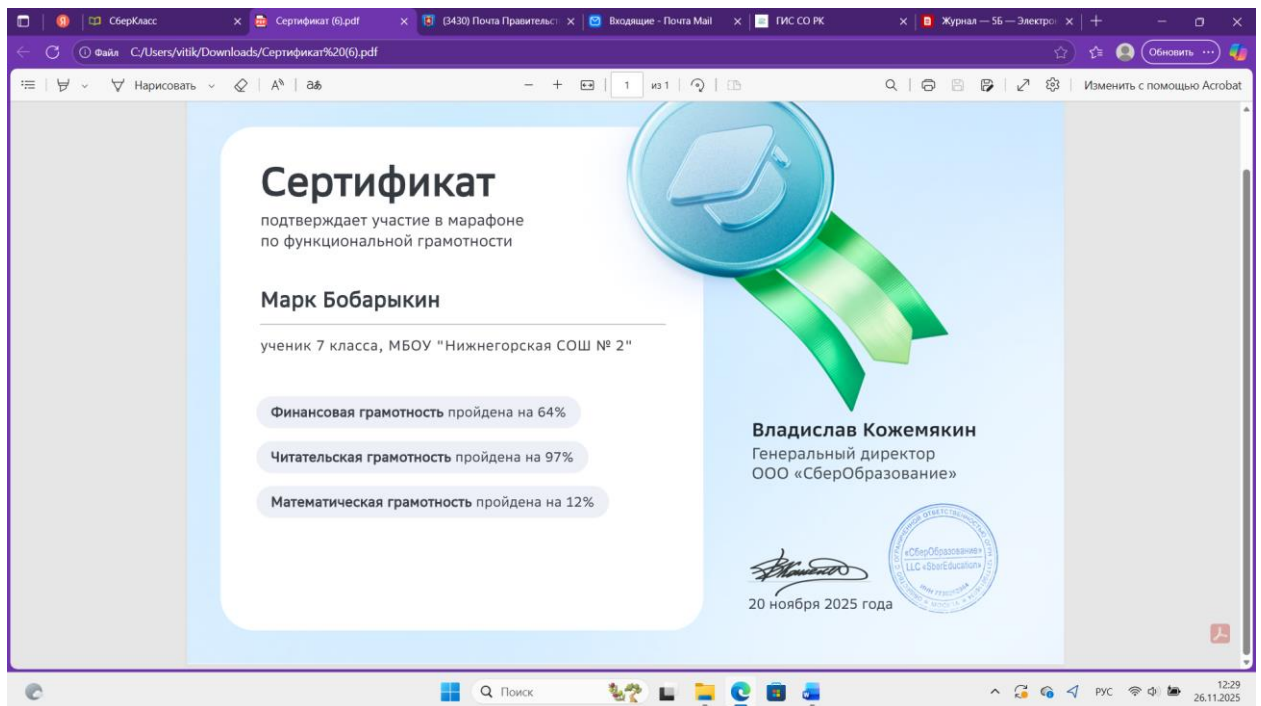 СберКласс
Сертификат (6).pdf
(3430) Почта Правительст
Входящие - Почта Mail
ГИС СО РК
Журнал — 5Б — Электрон
Файл C:/Users/vitik/Downloads/Сертификат%20(6).pdf
Обновить
Нарисовать
1 из 1
Изменить с помощью Acrobat
Сертификат
подтверждает участие в марафоне
по функциональной грамотности
Марк Бобарыкин
ученик 7 класса, МБОУ "Нижнегорская СОШ № 2"
Финансовая грамотность пройдена на 64%
Читательская грамотность пройдена на 97%
Математическая грамотность пройдена на 12%
Владислав Кожемякин
Генеральный директор
ООО «СберОбразование»
«СберОбразование»
LLC «SberEducation»
20 ноября 2025 года
Поиск
РУС
12:29
26.11.2025